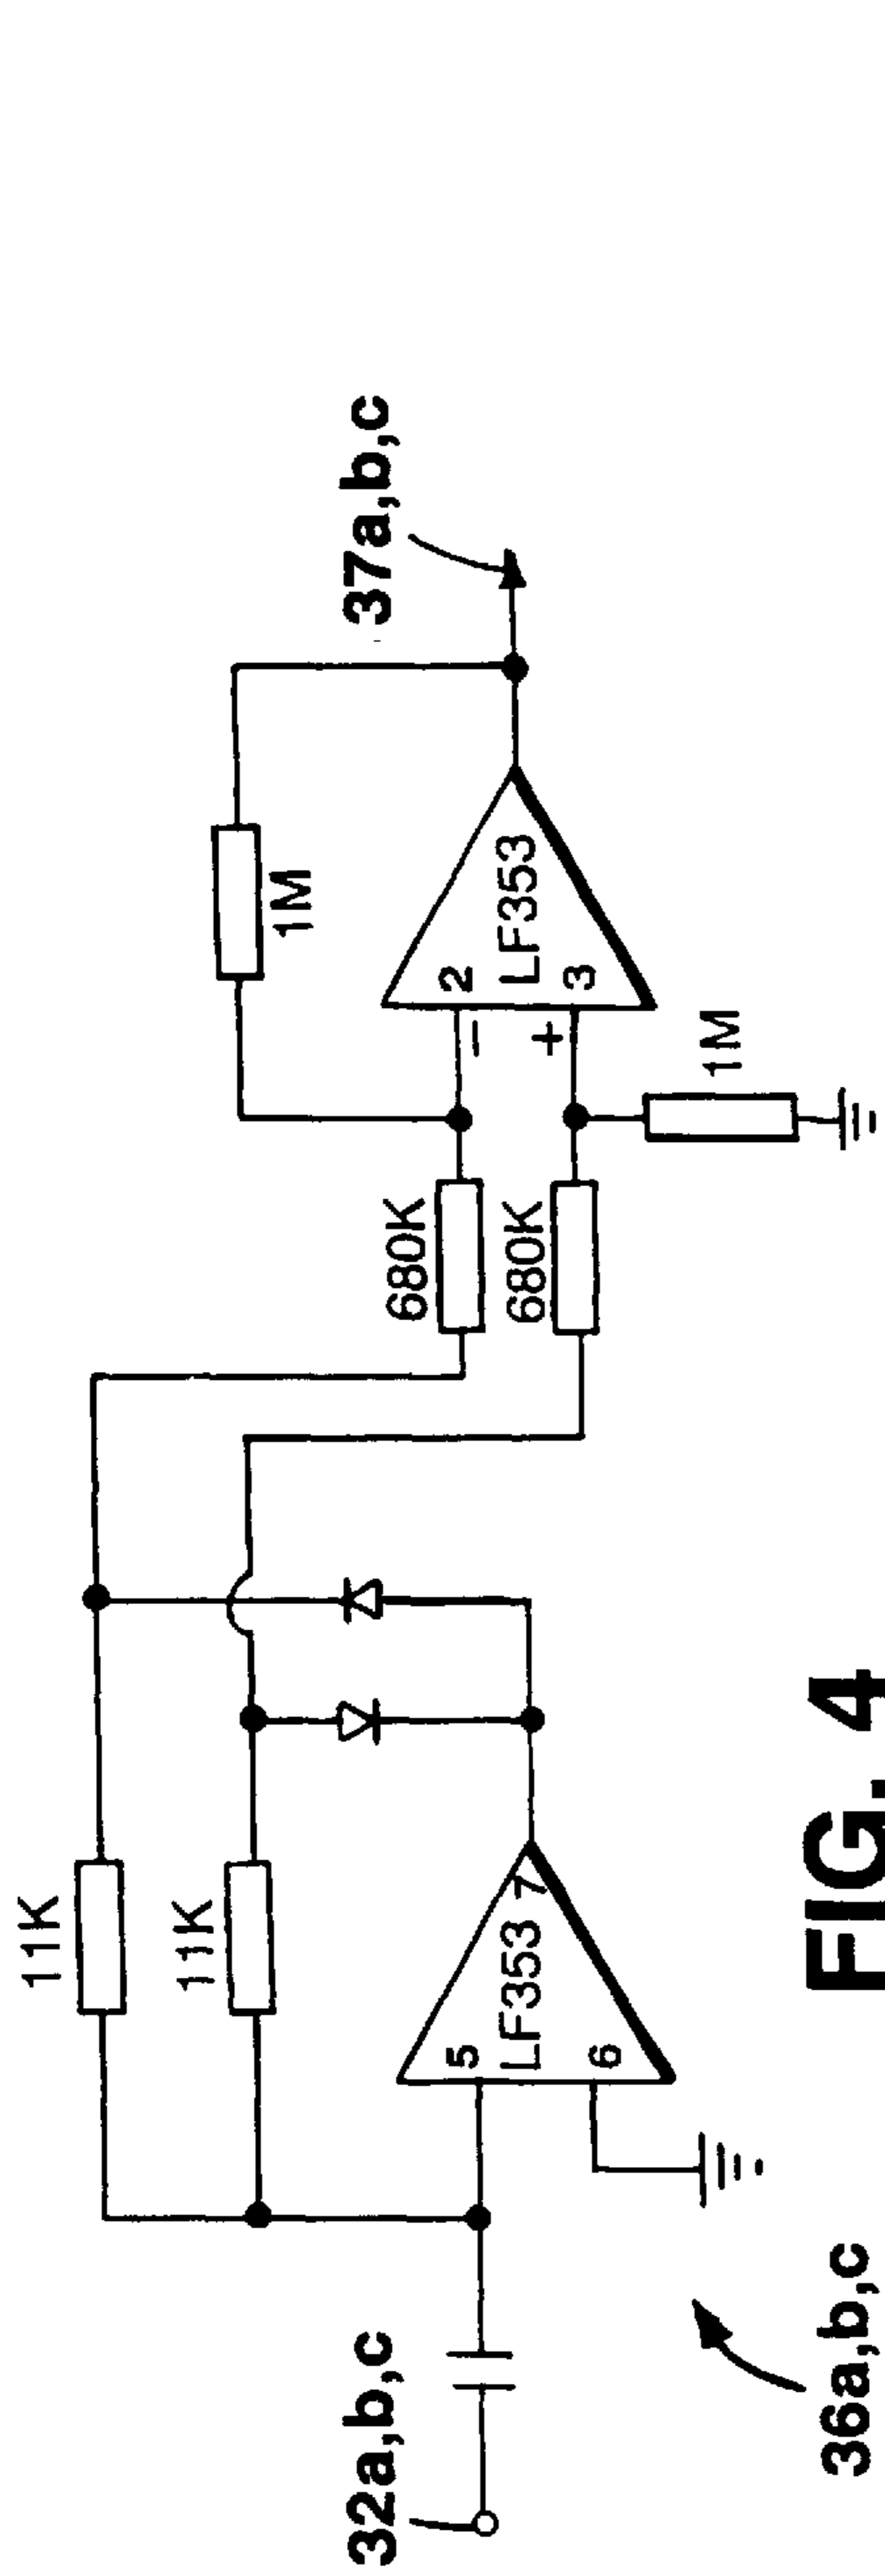 11K
11K
32a,b,c
5
LF353
7
6
36a,b,c
680K
680K
1M
2
−
LF353
3
+
1M
37a,b,c
FIG. 4